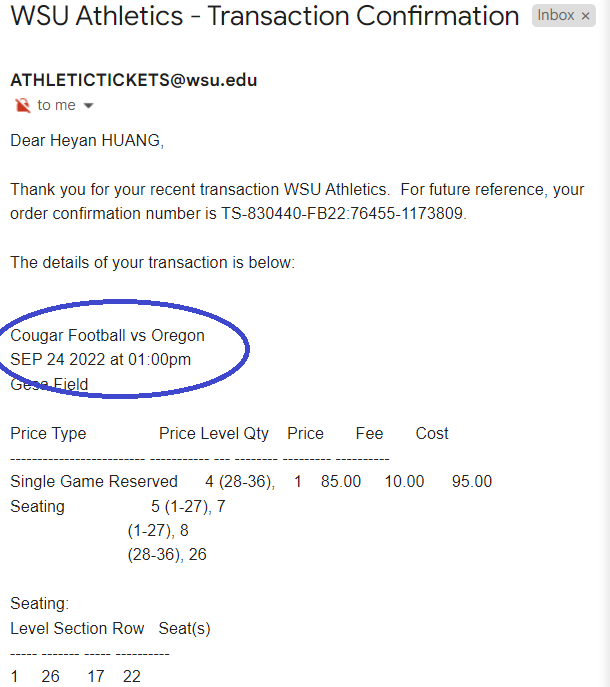 WSU Athletics - Transaction Confirmation Inbox ×
ATHLETICTICKETS@wsu.edu
to me
Dear Heyan HUANG,
Thank you for your recent transaction WSU Athletics. For future reference, your
order confirmation number is TS-830440-FB22:76455-1173809.
The details of your transaction is below:
Cougar Football vs Oregon
SEP 24 2022 at 01:00pm
Gesa Field
Price Type Price Level Qty Price Fee Cost
-------------------------- ----------- --- -------- --------- ----------
Single Game Reserved 4 (28-36), 1 85.00 10.00 95.00
Seating 5 (1-27), 7
(1-27), 8
(28-36), 26
Seating:
Level Section Row Seat(s)
----- ------- ----- ----------
1 26 17 22